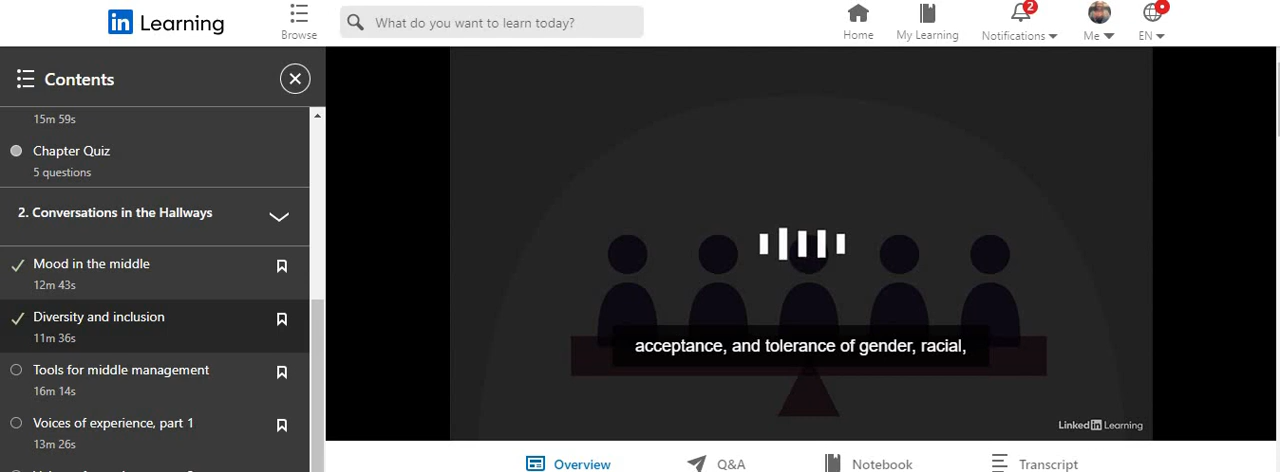 in Learning
Browse
What do you want to learn today?
Home
My Learning
2
Notifications
Me
EN
Contents
15m 59s
Chapter Quiz
5 questions
2. Conversations in the Hallways
Mood in the middle
12m 43s
Diversity and inclusion
11m 36s
Tools for middle management
16m 14s
Voices of experience, part 1
13m 26s
acceptance, and tolerance of gender, racial,
Linked in Learning
Overview
Q&A
Notebook
Transcript